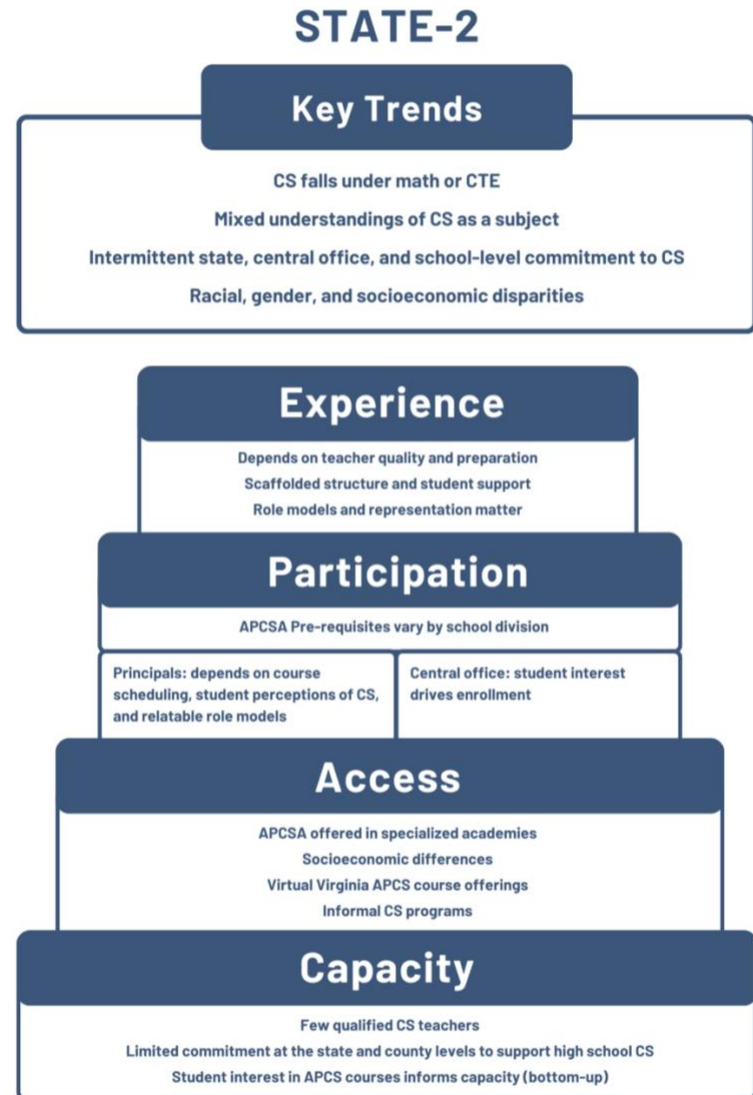 STATE-2
Key Trends
CS falls under math or CTE
Mixed understandings of CS as a subject
Intermittent state, central office, and school-level commitment to CS
Racial, gender, and socioeconomic disparities
Experience
Depends on teacher quality and preparation
Scaffolded structure and student support
Role models and representation matter
Participation
APCSA Pre-requisites vary by school division
Principals: depends on course
scheduling, student perceptions of CS,
and relatable role models
Central office: student interest
drives enrollment
Access
APCSA offered in specialized academies
Socioeconomic differences
Virtual Virginia APCS course offerings
Informal CS programs
Capacity
Few qualified CS teachers
Limited commitment at the state and county levels to support high school CS
Student interest in APCS courses informs capacity (bottom-up)